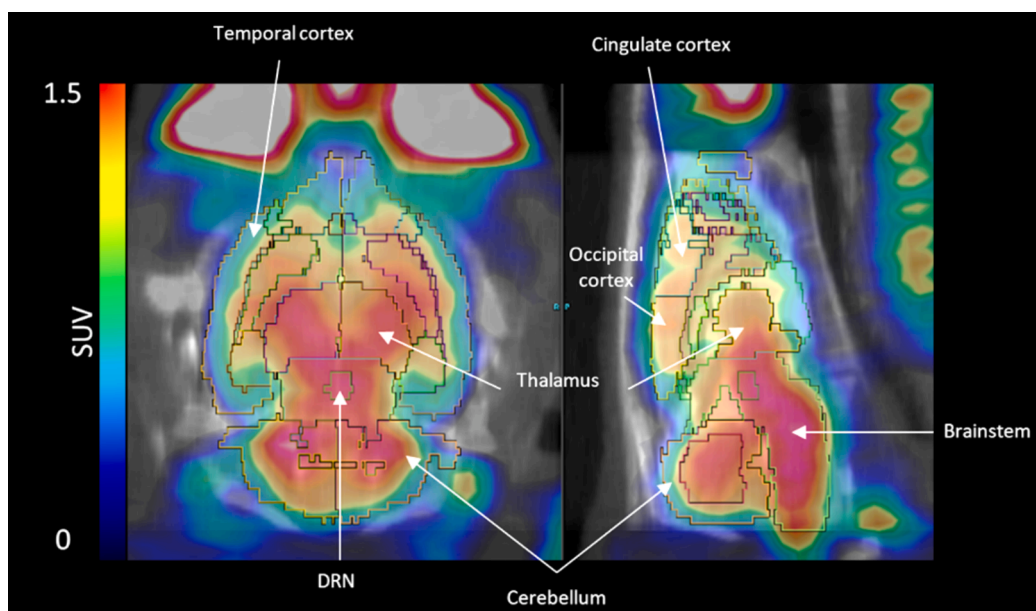 Temporal cortex
Cingulate cortex
1.5
Occipital
cortex
SUV
Thalamus
Brainstem
0
DRN
Cerebellum